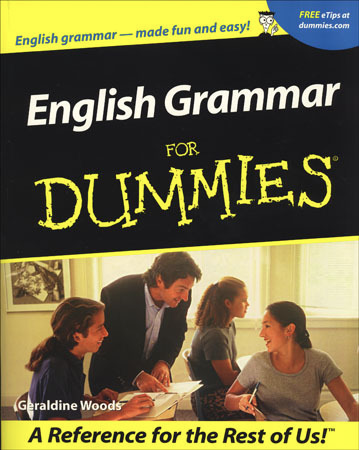 English grammar — made fun and easy!
FREE eTips at
dummies.com®
English Grammar
FOR
DUMMIES®
Geraldine Woods
A Reference for the Rest of Us!™